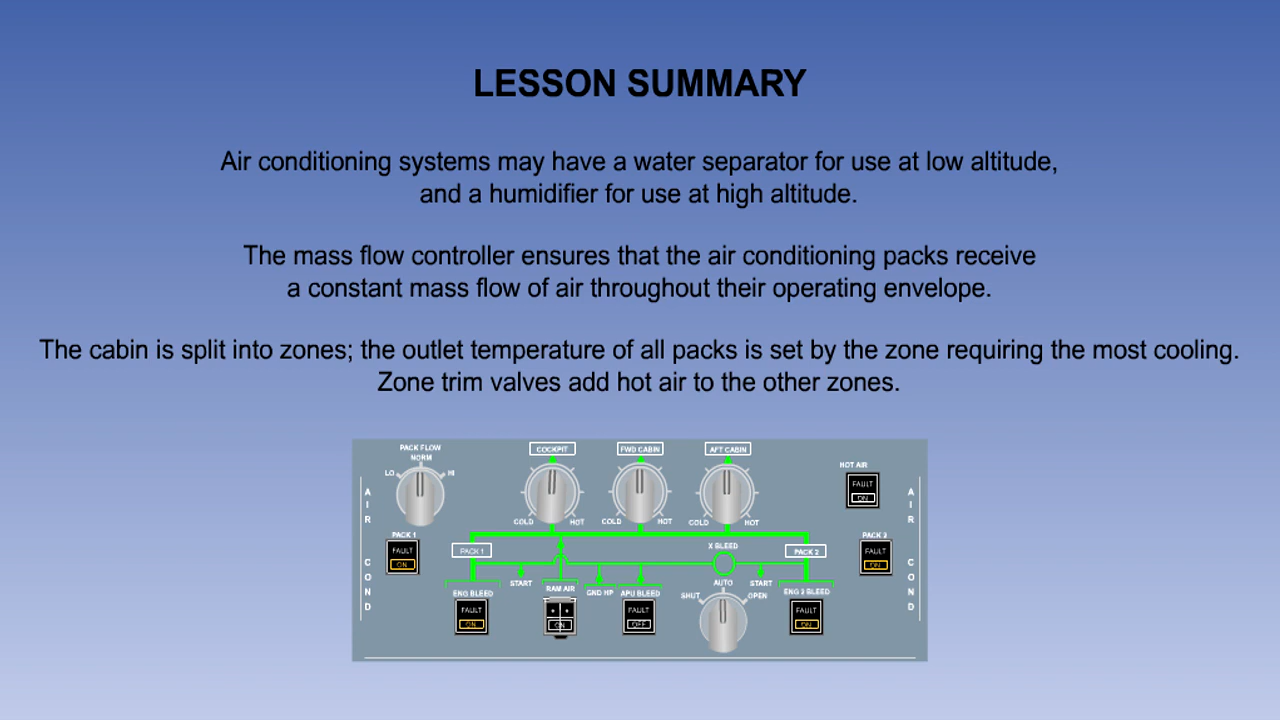 LESSON SUMMARY
Air conditioning systems may have a water separator for use at low altitude,
and a humidifier for use at high altitude.
The mass flow controller ensures that the air conditioning packs receive
a constant mass flow of air throughout their operating envelope.
The cabin is split into zones; the outlet temperature of all packs is set by the zone requiring the most cooling.
Zone trim valves add hot air to the other zones.
PACK FLOW
NORM
LO HI
COCKPIT FWD CABIN AFT CABIN
HOT AIR
FAULT
ON
COLD HOT COLD HOT COLD HOT
AIR COND
AIR COND
PACK 1
FAULT
ON
PACK 1
X BLEED
PACK 2
PACK 2
FAULT
ON
START
RAM AIR
GND HP
APU BLEED
AUTO
START
ENG BLEED
ENG 2 BLEED
SHUT OPEN
FAULT
ON
ON
FAULT
OFF
FAULT
ON